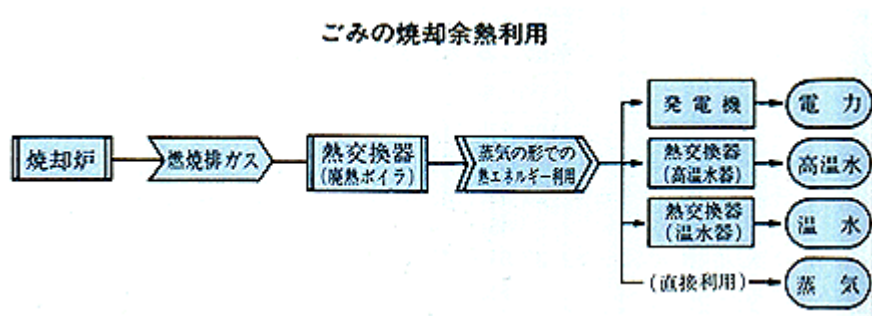 ごみの焼却余熱利用
焼却炉
燃焼排ガス
熱交換器
(廃熱ボイラ)
蒸気の形での
熱エネルギー利用
発電機
電力
熱交換器
(高温水器)
高温水
熱交換器
(温水器)
温水
(直接利用)
蒸気